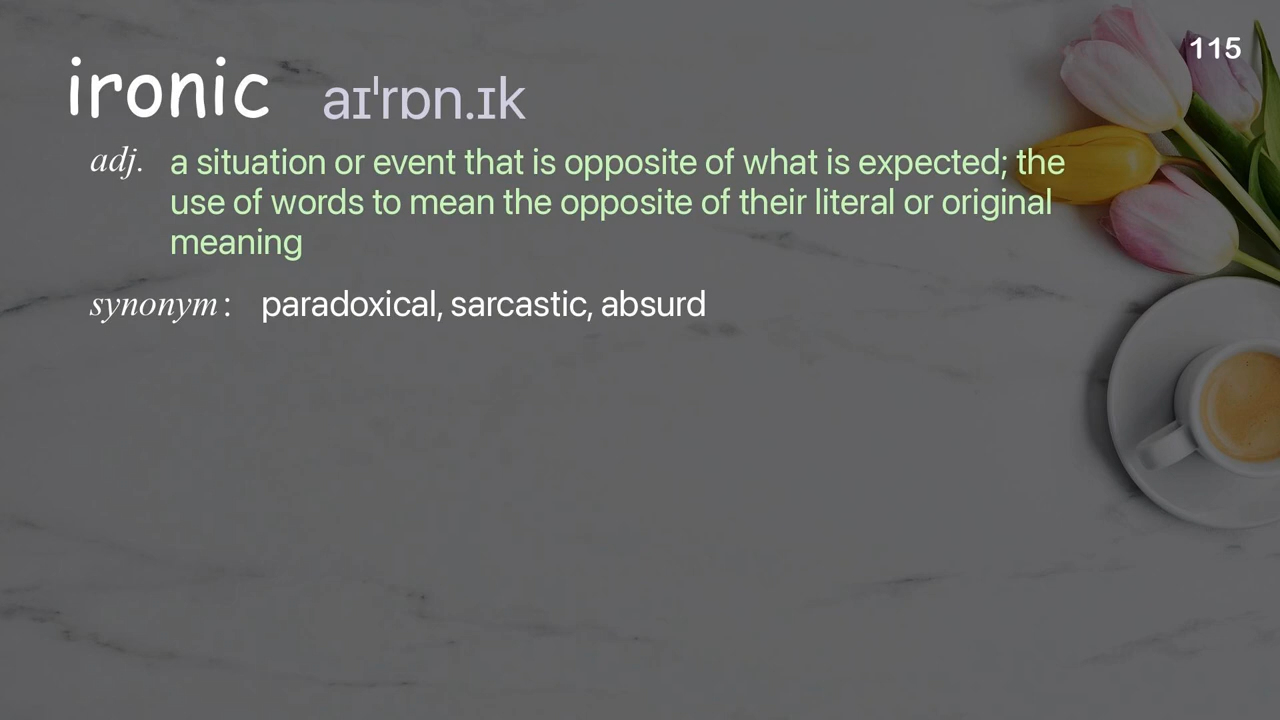 115
ironic aɪˈrɒn.ɪk
adj. a situation or event that is opposite of what is expected; the
use of words to mean the opposite of their literal or original
meaning
synonym: paradoxical, sarcastic, absurd